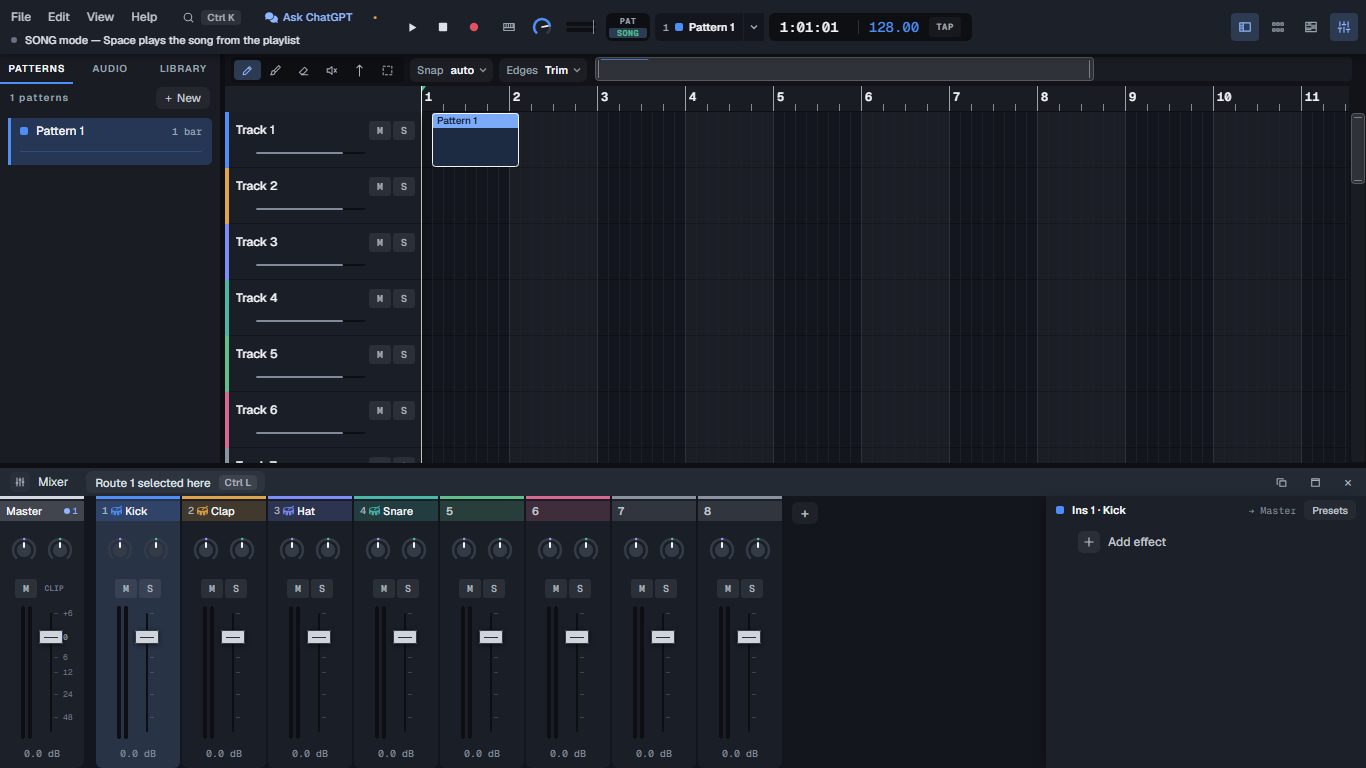 File Edit View Help Ctrl K Ask ChatGPT
SONG mode — Space plays the song from the playlist
PAT
SONG
1 Pattern 1
1:01:01 128.00 TAP
PATTERNS AUDIO LIBRARY
1 patterns + New
Pattern 1 1 bar
Snap auto Edges Trim
1 2 3 4 5 6 7 8 9 10 11
Track 1 M S
Pattern 1
Track 2 M S
Track 3 M S
Track 4 M S
Track 5 M S
Track 6 M S
Mixer Route 1 selected here Ctrl L
Master 1
1 Kick
2 Clap
3 Hat
4 Snare
5
6
7
8
+
M CLIP
M S
M S
M S
M S
M S
M S
M S
M S
+6
0
6
12
24
48
0.0 dB 0.0 dB 0.0 dB 0.0 dB 0.0 dB 0.0 dB 0.0 dB 0.0 dB 0.0 dB
Ins 1 · Kick → Master Presets
+ Add effect